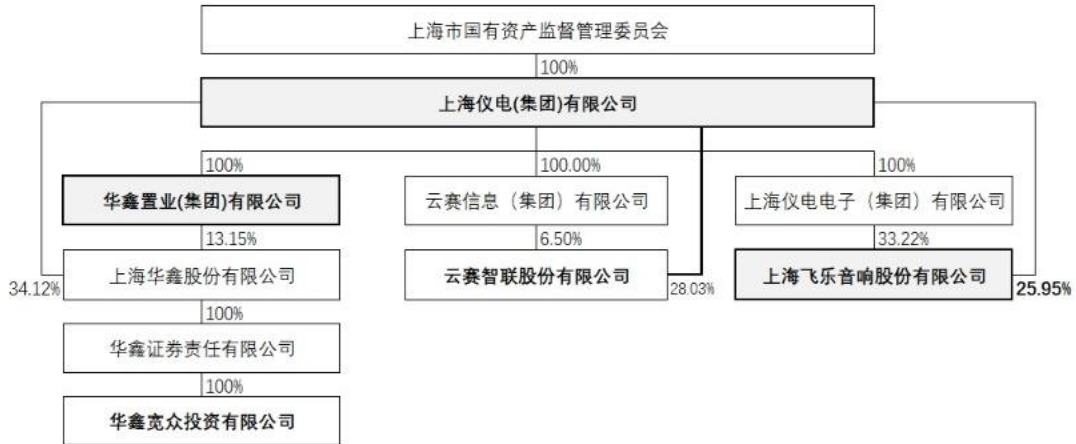 上海市国有资产监督管理委员会
100%
上海仪电(集团)有限公司
100%
100.00%
100%
华鑫置业(集团)有限公司
云赛信息（集团）有限公司
上海仪电电子（集团）有限公司
13.15%
6.50%
33.22%
上海华鑫股份有限公司
云赛智联股份有限公司
上海飞乐音响股份有限公司
34.12%
28.03%
25.95%
100%
华鑫证券责任有限公司
100%
华鑫宽众投资有限公司